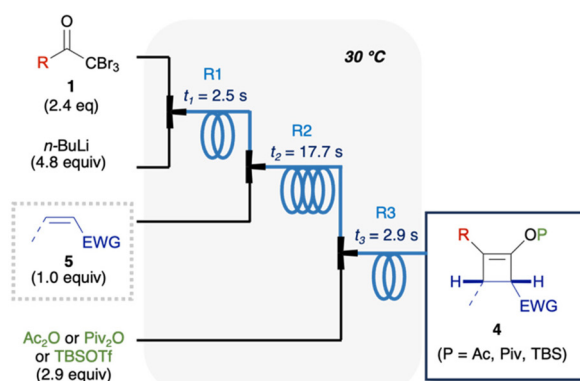 O
R
CBr3
1
(2.4 eq)
n-BuLi
(4.8 equiv)
EWG
5
(1.0 equiv)
Ac2O or Piv2O
or TBSOTf
(2.9 equiv)
30 °C
R1
t1 = 2.5 s
R2
t2 = 17.7 s
R3
t3 = 2.9 s
R
OP
H
H
EWG
4
(P = Ac, Piv, TBS)